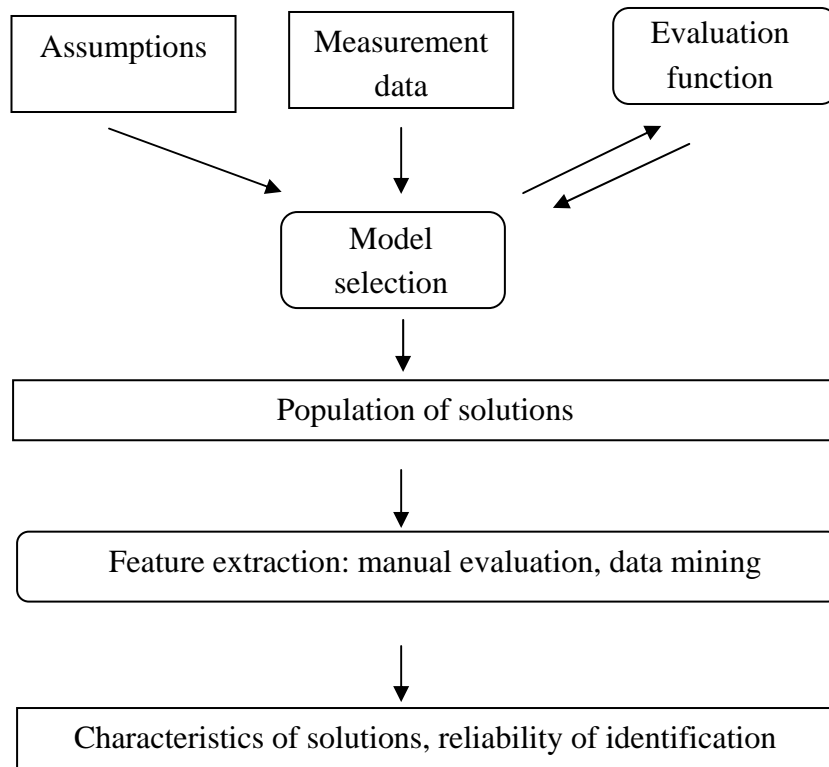 Assumptions
Measurement
data
Evaluation
function
Model
selection
Population of solutions
Feature extraction: manual evaluation, data mining
Characteristics of solutions, reliability of identification